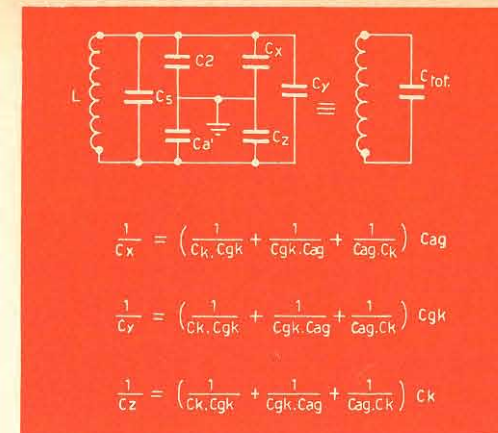 L
Cs
C2
Ca'
Cx
Cz
Cy
≡
C tot.
1/Cx = (1/Ck.Cgk + 1/Cgk.Cag + 1/Cag.Ck) Cag
1/Cy = (1/Ck.Cgk + 1/Cgk.Cag + 1/Cag.Ck) Cgk
1/Cz = (1/Ck.Cgk + 1/Cgk.Cag + 1/Cag.Ck) Ck